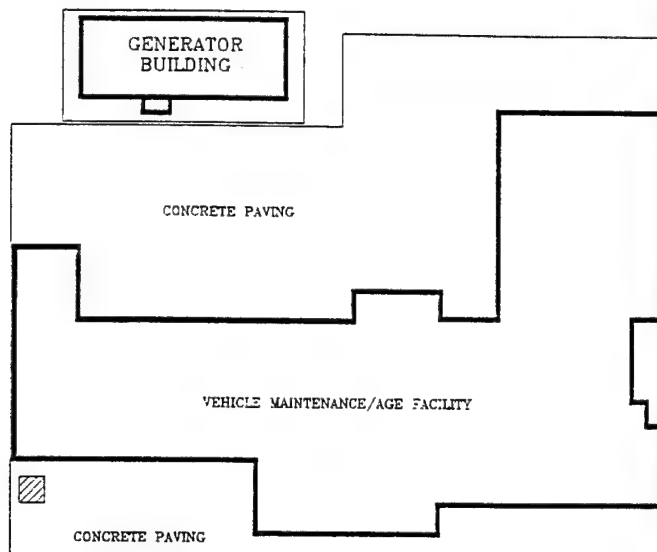 GENERATOR
BUILDING
CONCRETE PAVING
VEHICLE MAINTENANCE/AGE FACILITY
CONCRETE PAVING